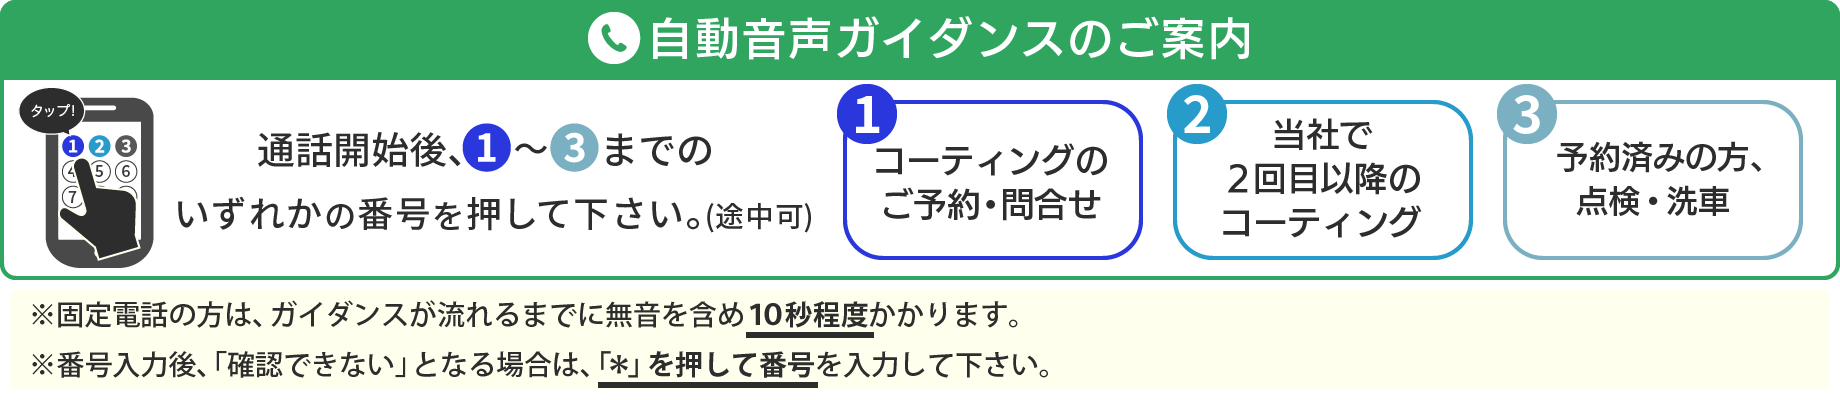 自動音声ガイダンスのご案内
タップ!
1 2 3
4 5 6
7
通話開始後、1～3までの
いずれかの番号を押して下さい。(途中可)
1
コーティングの
ご予約・問合せ
2
当社で
2回目以降の
コーティング
3
予約済みの方、
点検・洗車
※固定電話の方は、ガイダンスが流れるまでに無音を含め10秒程度かかります。
※番号入力後、「確認できない」となる場合は、「*」を押して番号を入力して下さい。